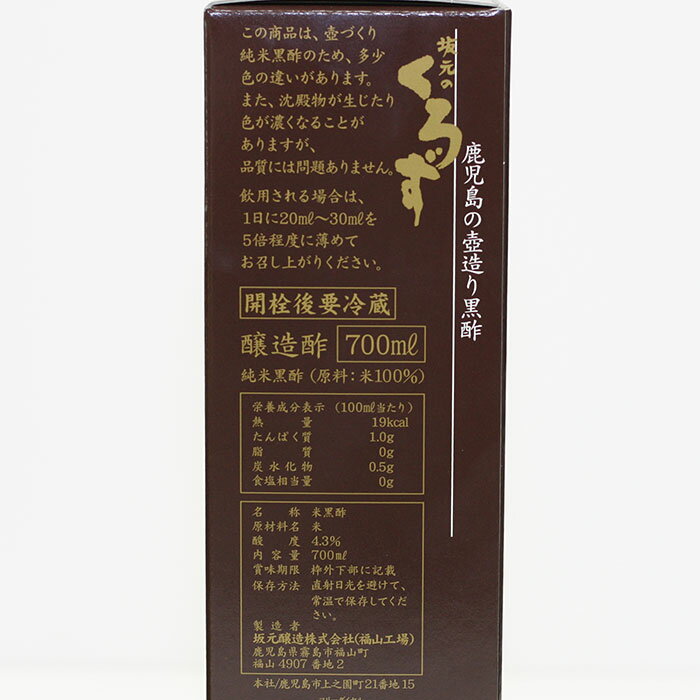 坂元の
くろず
鹿児島の壺造り黒酢
この商品は、壺づくり
純米黒酢のため、多少
色の違いがあります。
また、沈殿物が生じたり
色が濃くなることが
ありますが、
品質には問題ありません。
飲用される場合は、
1日に20ml〜30mlを
5倍程度に薄めて
お召し上がりください。
開栓後要冷蔵
醸造酢 700ml
純米黒酢（原料：米100%）
栄養成分表示（100ml当たり）
熱量 19kcal
たんぱく質 1.0g
脂質 0g
炭水化物 0.5g
食塩相当量 0g
名称 米黒酢
原材料名 米
酸度 4.3%
内容量 700ml
賞味期限 枠外下部に記載
保存方法 直射日光を避けて、
常温で保存してくだ
さい。
製造者
坂元醸造株式会社(福山工場)
鹿児島県霧島市福山町
福山 4907 番地 2
本社/鹿児島市上之園町21番地15